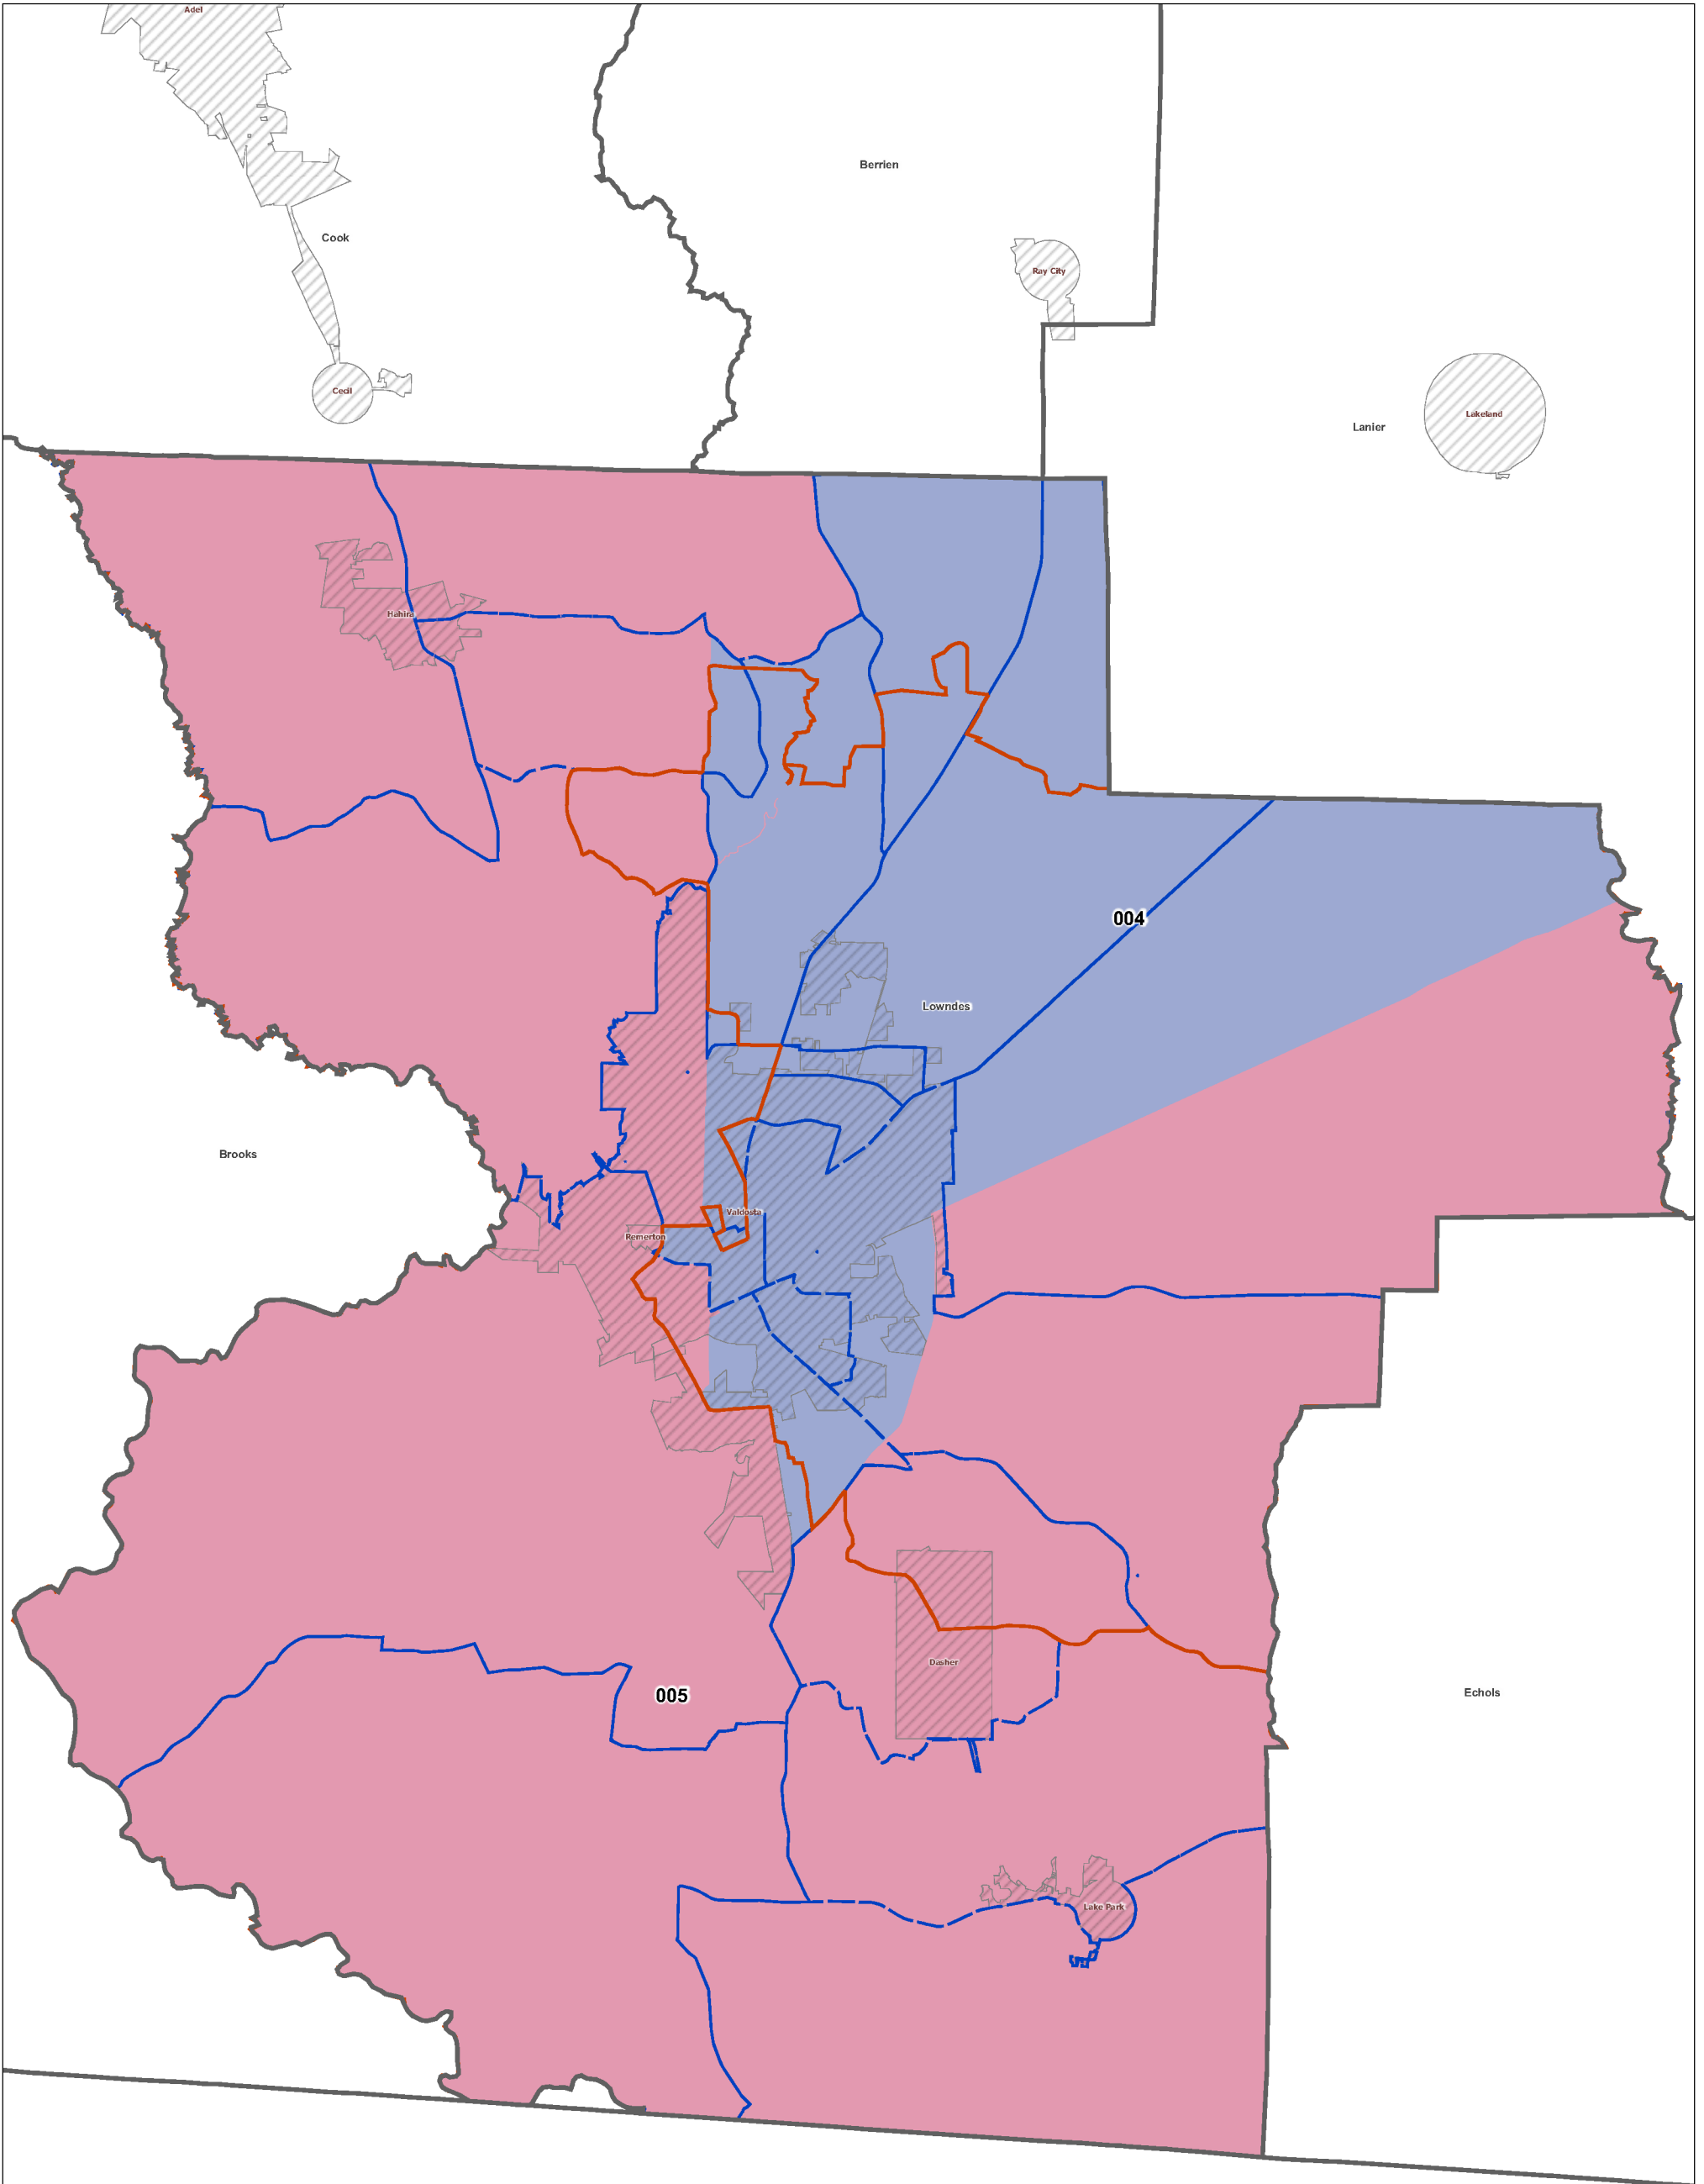 Adel
Berrien
Cook
Ray City
Cecil
Lakeland
Lanier
Hahira
004
Lowndes
Brooks
Valdosta
Remerton
Dasher
005
Echols
Lake Park